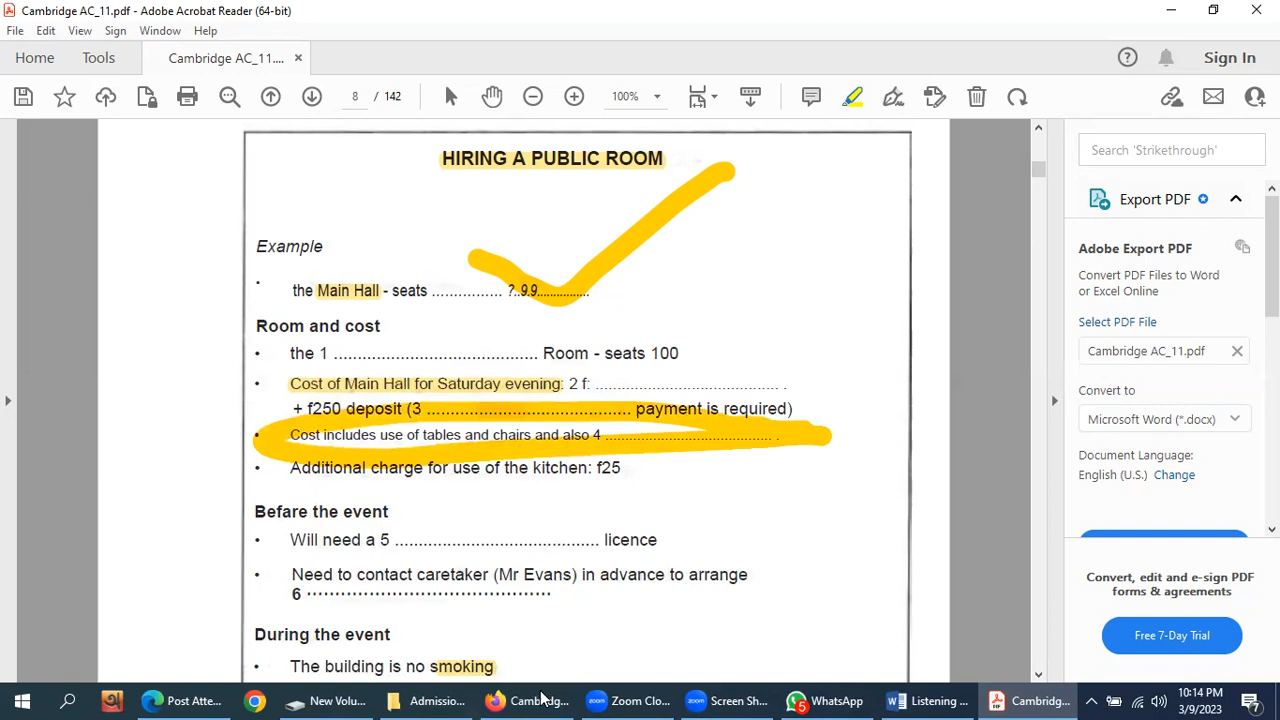 Cambridge AC_11.pdf - Adobe Acrobat Reader (64-bit)
File Edit View Sign Window Help
Home Tools Cambridge AC_11.... × Sign In
8 / 142 100%
Search 'Strikethrough'
HIRING A PUBLIC ROOM
Export PDF
Example
Adobe Export PDF
• the Main Hall - seats ............... ?..9.9................
Convert PDF Files to Word
or Excel Online
Room and cost
Select PDF File
• the 1 ........................................... Room - seats 100
Cambridge AC_11.pdf
• Cost of Main Hall for Saturday evening: 2 f: ....................................... .
+ f250 deposit (3 ........................................... payment is required)
Convert to
Microsoft Word (*.docx)
• Cost includes use of tables and chairs and also 4 ........................................... .
Document Language:
• Additional charge for use of the kitchen: f25
English (U.S.) Change
Befare the event
• Will need a 5 ........................................... licence
• Need to contact caretaker (Mr Evans) in advance to arrange
6 ...........................................
Convert, edit and e-sign PDF
forms & agreements
During the event
Free 7-Day Trial
• The building is no smoking
Post Atte... New Volu... Admissio... Cambridg... Zoom Clo... Screen Sh... 5 WhatsApp Listening ... Cambridg...
10:14 PM
3/9/2023